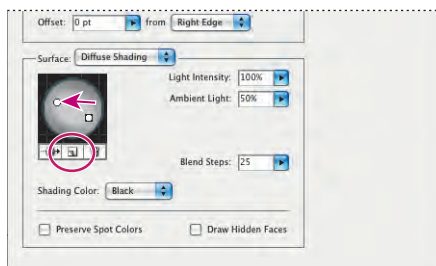 Offset: 0 pt from Right Edge
Surface: Diffuse Shading
Light Intensity: 100%
Ambient Light: 50%
Blend Steps: 25
Shading Color: Black
Preserve Spot Colors Draw Hidden Faces